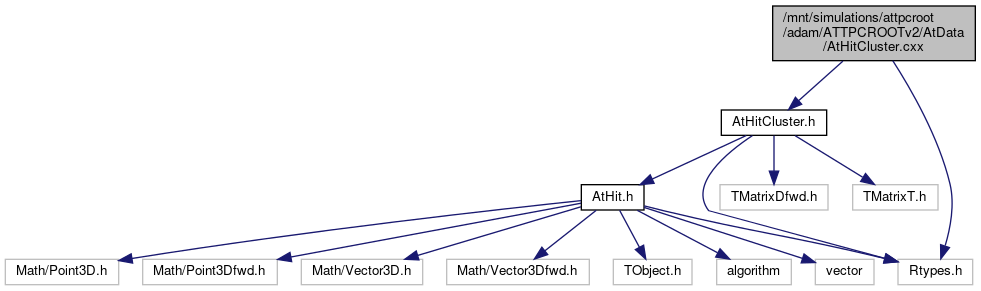 /mnt/simulations/attpcroot
/adam/ATTPCROOTv2/AtData
/AtHitCluster.cxx
AtHitCluster.h
AtHit.h
TMatrixDfwd.h
TMatrixT.h
Math/Point3D.h
Math/Point3Dfwd.h
Math/Vector3D.h
Math/Vector3Dfwd.h
TObject.h
algorithm
vector
Rtypes.h